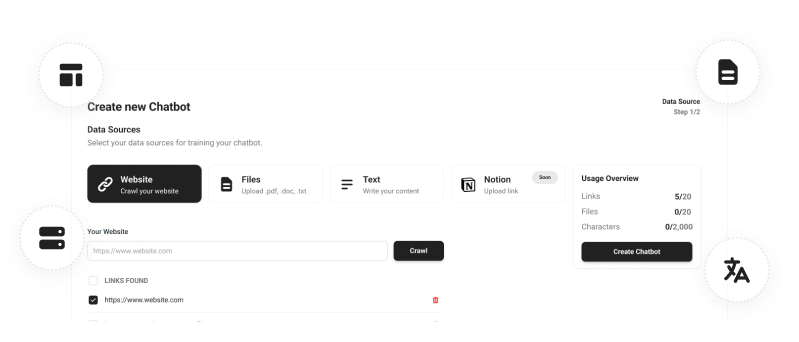 Create new Chatbot
Data Source
Step 1/2
Data Sources
Select your data sources for training your chatbot.
Website
Crawl your website
Files
Upload .pdf, .doc, .txt
Text
Write your content
Notion
Upload link
Soon
Usage Overview
Links 5/20
Files 0/20
Characters 0/2,000
Create Chatbot
Your Website
https://www.website.com
Crawl
LINKS FOUND
https://www.website.com